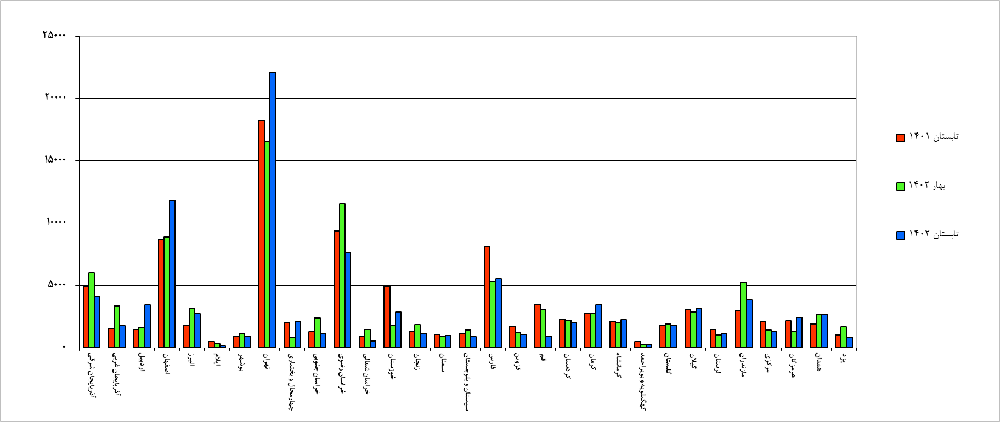 ۲۵۰۰۰
۲۰۰۰۰
۱۵۰۰۰
۱۰۰۰۰
۵۰۰۰
۰
آذربایجان شرقی
آذربایجان غربی
اردبیل
اصفهان
البرز
ایلام
بوشهر
تهران
چهارمحال و بختیاری
خراسان جنوبی
خراسان رضوی
خراسان شمالی
خوزستان
زنجان
سمنان
سیستان و بلوچستان
فارس
قزوین
قم
کردستان
کرمان
کرمانشاه
کهگیلویه و بویراحمد
گلستان
گیلان
لرستان
مازندران
مرکزی
هرمزگان
همدان
یزد
تابستان ۱۴۰۱
بهار ۱۴۰۲
تابستان ۱۴۰۲